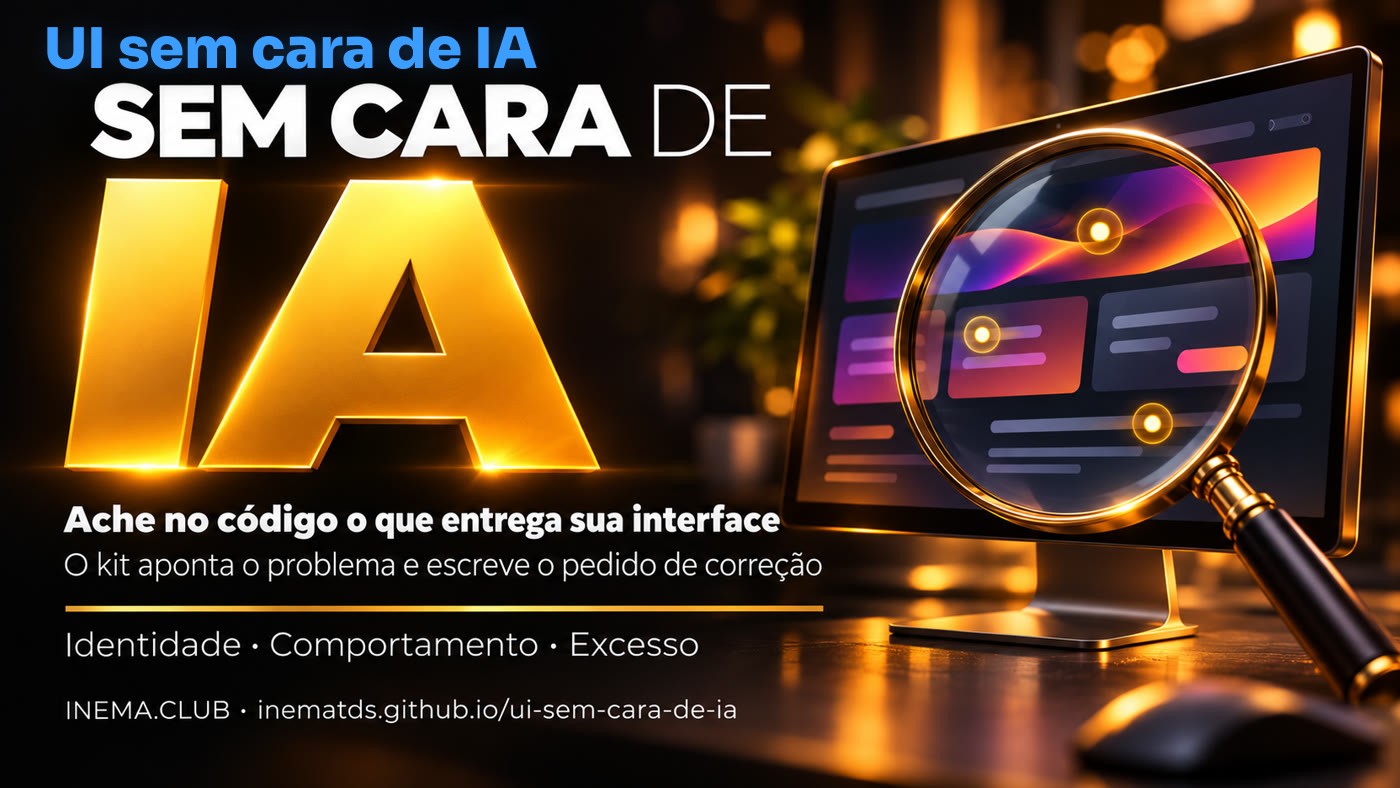 UI sem cara de IA
SEM CARA DE
IA
Ache no código o que entrega sua interface
O kit aponta o problema e escreve o pedido de correção
Identidade • Comportamento • Excesso
INEMA.CLUB • inematds.github.io/ui-sem-cara-de-ia